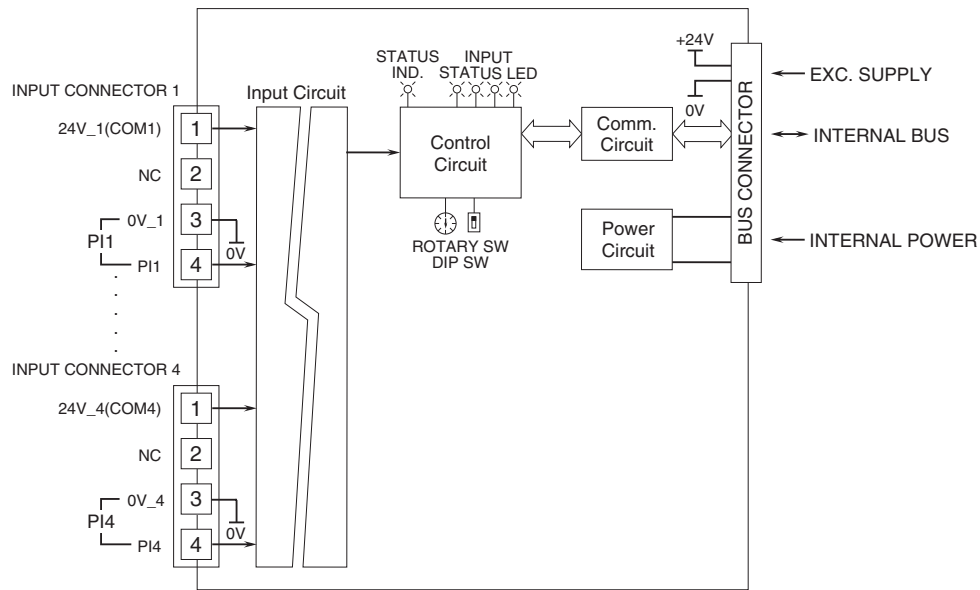 STATUS
IND.
INPUT
STATUS LED
+24V
0V
EXC. SUPPLY
INPUT CONNECTOR 1
Input Circuit
24V_1(COM1)
1
NC
2
0V_1
3
PI1
0V
PI1
4
Control
Circuit
Comm.
Circuit
BUS CONNECTOR
INTERNAL BUS
ROTARY SW
DIP SW
Power
Circuit
INTERNAL POWER
INPUT CONNECTOR 4
24V_4(COM4)
1
NC
2
0V_4
3
PI4
0V
PI4
4